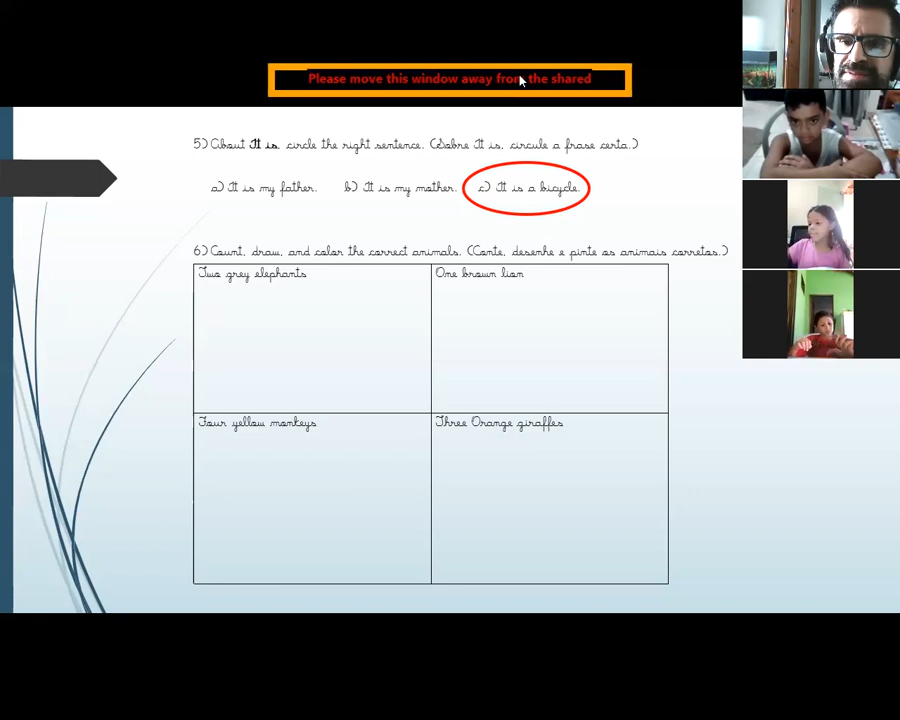 Please move this window away from the shared
5) About It is, circle the right sentence. (Sobre It is, circule a frase certa.)
a) It is my father. b) It is my mother. c) It is a bicycle.
6) Count, draw, and color the correct animals. (Conte, desenhe e pinte os animais corretos.)
Two grey elephants
One brown lion
Four yellow monkeys
Three Orange giraffes